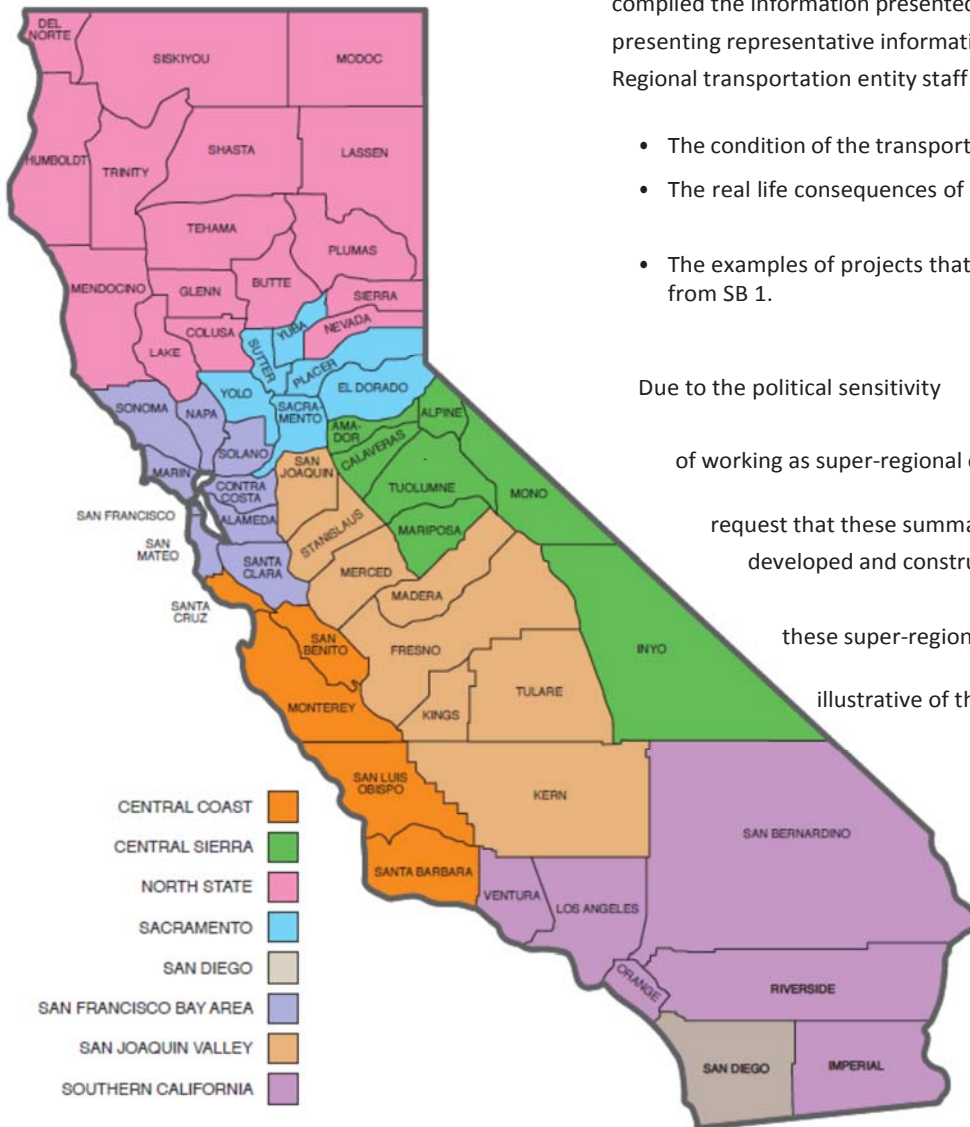 compiled the information presented
presenting representative informati
Regional transportation entity staff
• The condition of the transport
• The real life consequences of
• The examples of projects that
from SB 1.
Due to the political sensitivity
of working as super-regional
request that these summa
developed and constru
these super-region
illustrative of th
DEL
NORTE
SISKIYOU
MODOC
HUMBOLDT
TRINITY
SHASTA
LASSEN
TEHAMA
PLUMAS
MENDOCINO
GLENN
BUTTE
SIERRA
COLUSA
YUBA
NEVADA
LAKE
SUTTER
PLACER
YOLO
EL DORADO
SONOMA
NAPA
SACRA-
MENTO
ALPINE
AMA-
DOR
SOLANO
CALAVERAS
MARIN
SAN
JOAQUIN
CONTRA
COSTA
TUOLUMNE
MONO
SAN FRANCISCO
ALAMEDA
STANISLAUS
MARIPOSA
SAN
MATEO
SANTA
CLARA
MERCED
MADERA
SANTA
CRUZ
SAN
BENITO
FRESNO
INYO
MONTEREY
KINGS
TULARE
SAN LUIS
OBISPO
KERN
SAN BERNARDINO
SANTA BARBARA
VENTURA
LOS ANGELES
ORANGE
RIVERSIDE
SAN DIEGO
IMPERIAL
CENTRAL COAST
CENTRAL SIERRA
NORTH STATE
SACRAMENTO
SAN DIEGO
SAN FRANCISCO BAY AREA
SAN JOAQUIN VALLEY
SOUTHERN CALIFORNIA